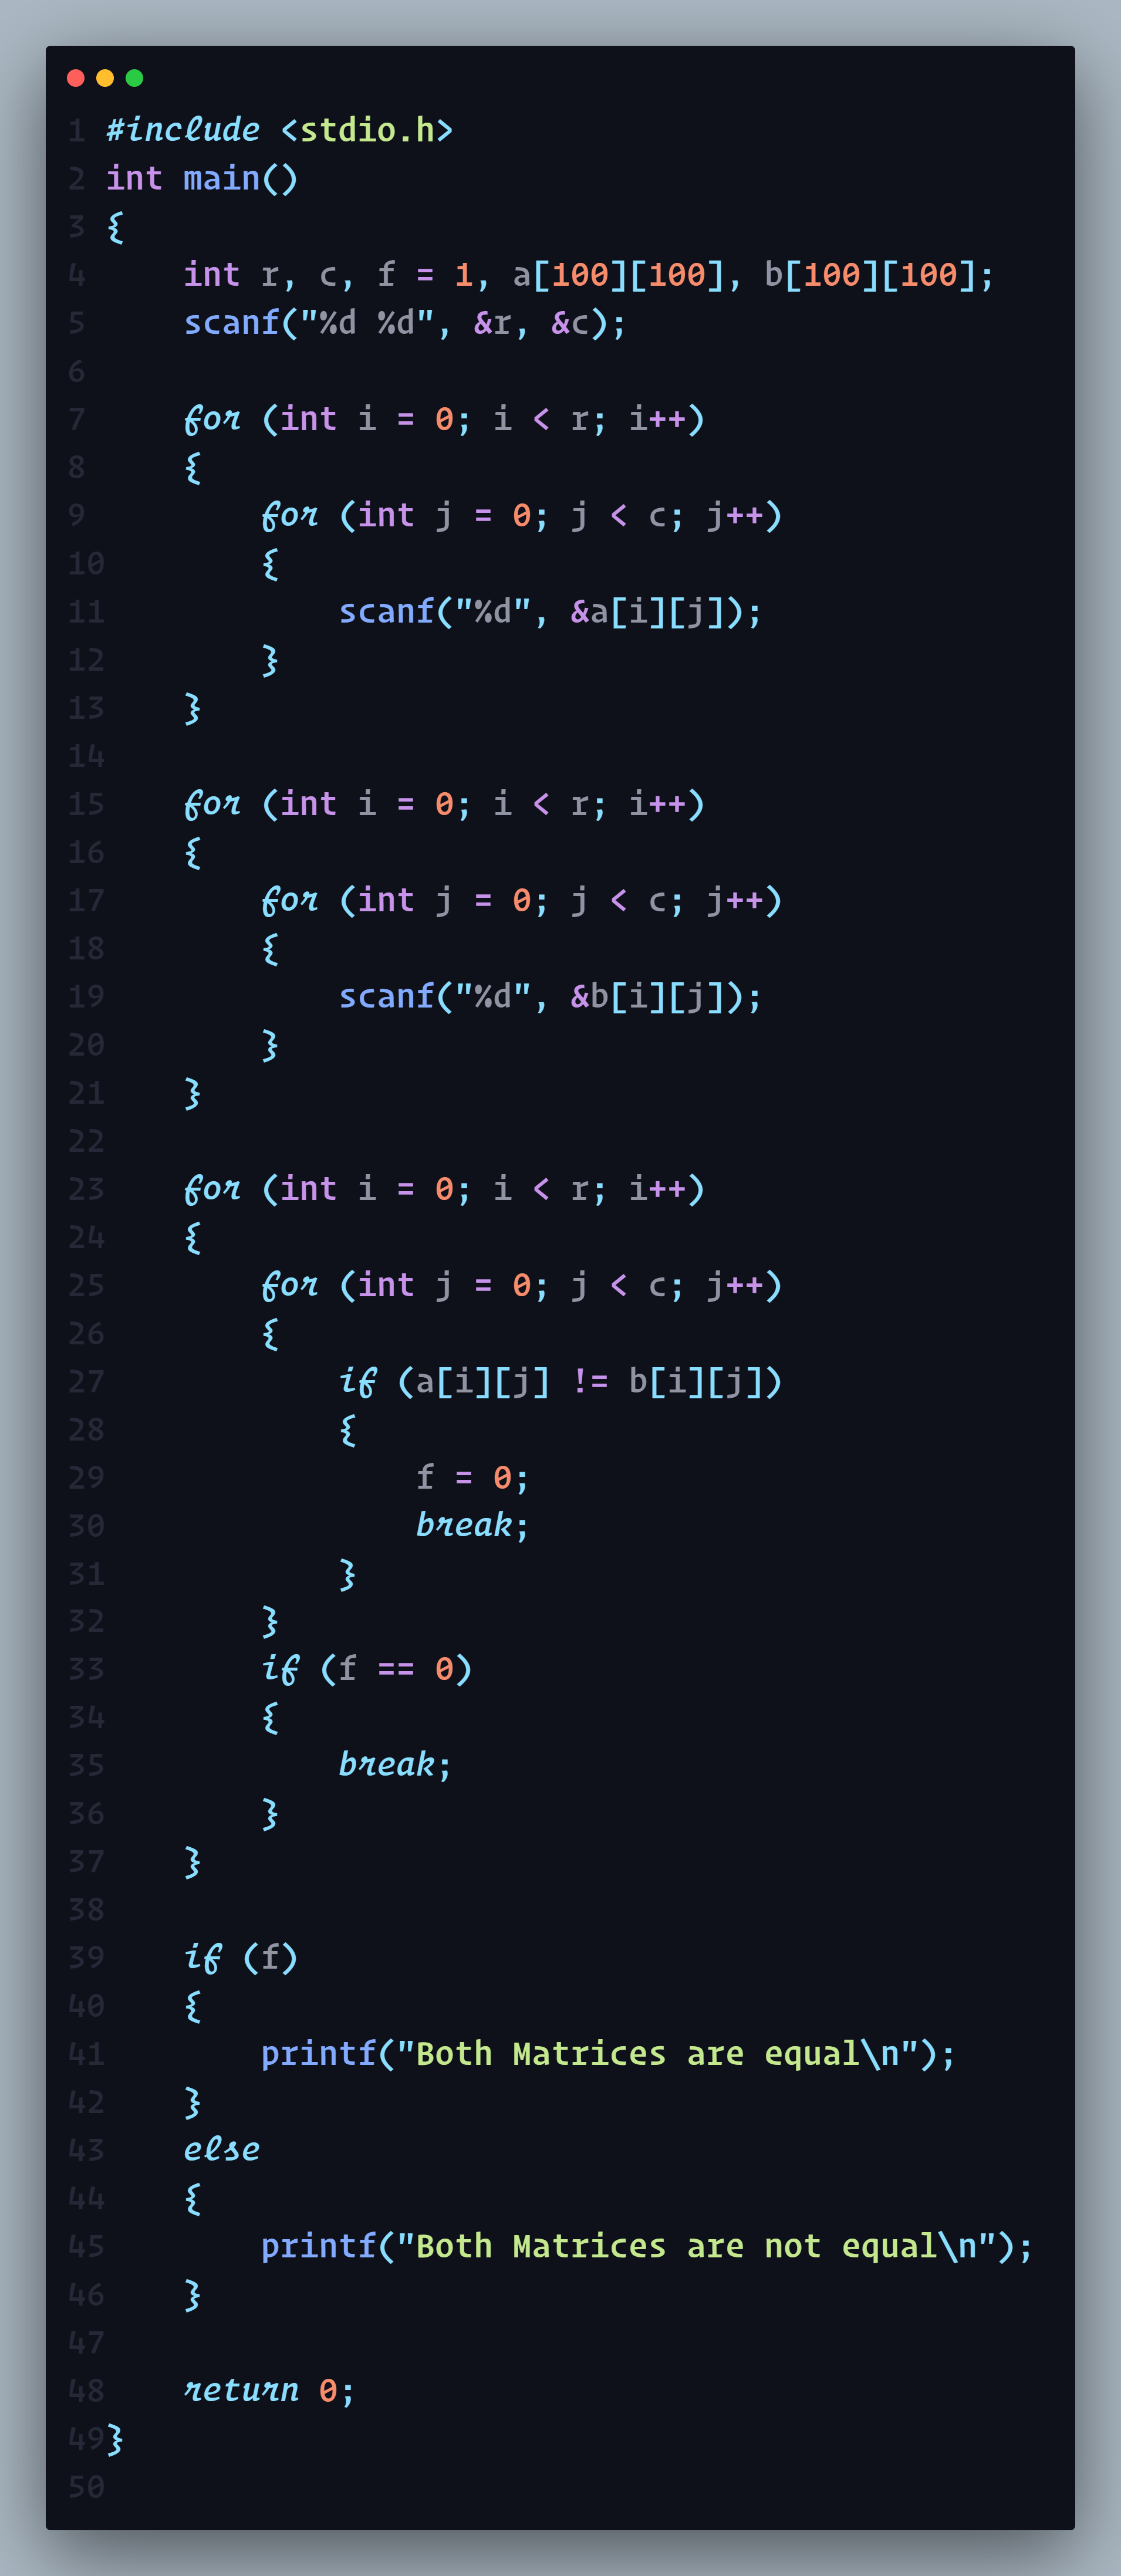 1 #include <stdio.h>
2 int main()
3 {
4     int r, c, f = 1, a[100][100], b[100][100];
5     scanf("%d %d", &r, &c);
6
7     for (int i = 0; i < r; i++)
8     {
9         for (int j = 0; j < c; j++)
10         {
11             scanf("%d", &a[i][j]);
12         }
13     }
14
15     for (int i = 0; i < r; i++)
16     {
17         for (int j = 0; j < c; j++)
18         {
19             scanf("%d", &b[i][j]);
20         }
21     }
22
23     for (int i = 0; i < r; i++)
24     {
25         for (int j = 0; j < c; j++)
26         {
27             if (a[i][j] != b[i][j])
28             {
29                 f = 0;
30                 break;
31             }
32         }
33         if (f == 0)
34         {
35             break;
36         }
37     }
38
39     if (f)
40     {
41         printf("Both Matrices are equal\n");
42     }
43     else
44     {
45         printf("Both Matrices are not equal\n");
46     }
47
48     return 0;
49 }
50